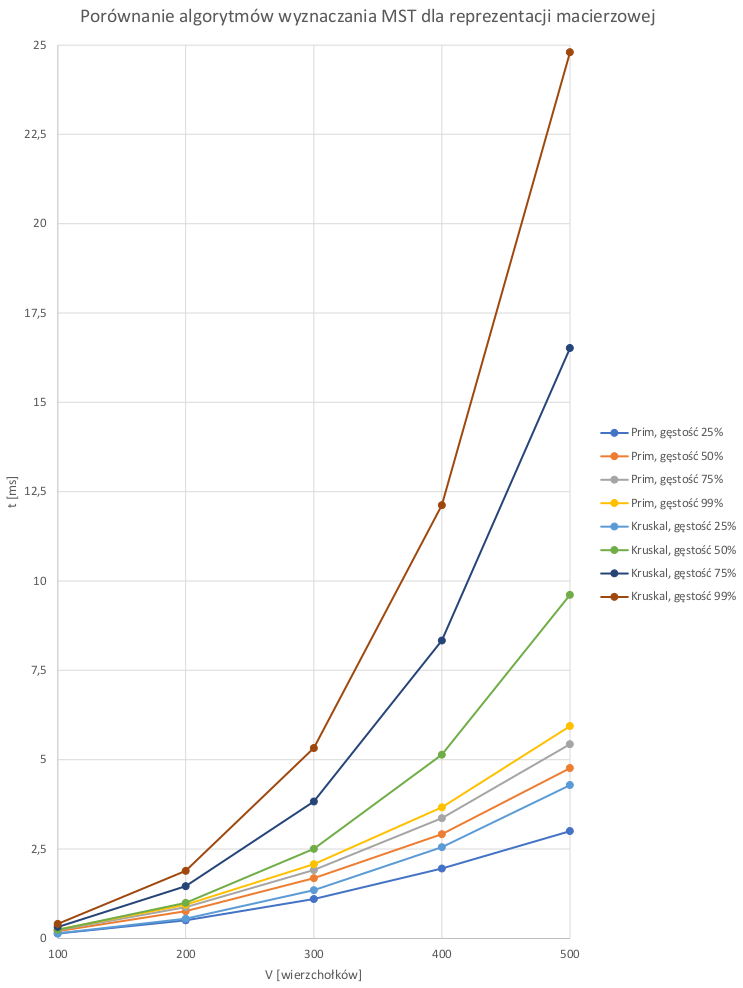 Porównanie algorytmów wyznaczania MST dla reprezentacji macierzowej
25
22,5
20
17,5
15
12,5
10
7,5
5
2,5
0
t [ms]
100 200 300 400 500
V [wierzchołków]
Prim, gęstość 25%
Prim, gęstość 50%
Prim, gęstość 75%
Prim, gęstość 99%
Kruskal, gęstość 25%
Kruskal, gęstość 50%
Kruskal, gęstość 75%
Kruskal, gęstość 99%